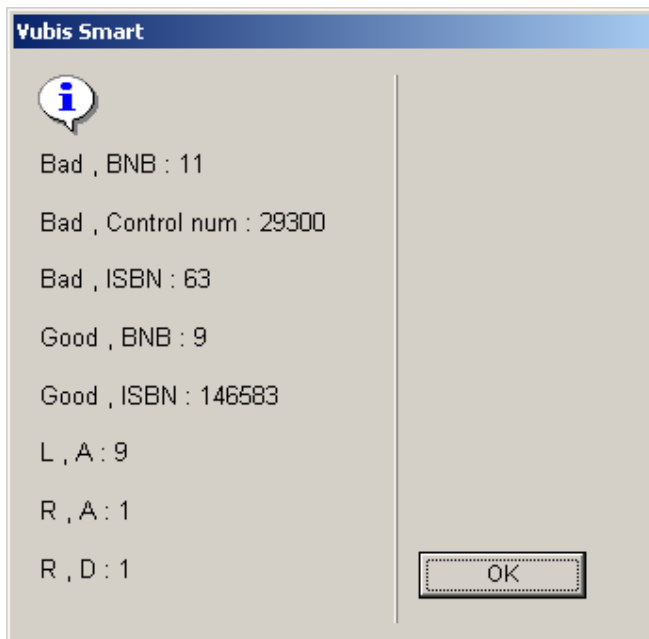 Vubis Smart
Bad , BNB : 11
Bad , Control num : 29300
Bad , ISBN : 63
Good , BNB : 9
Good , ISBN : 146583
L , A : 9
R , A : 1
R , D : 1
OK